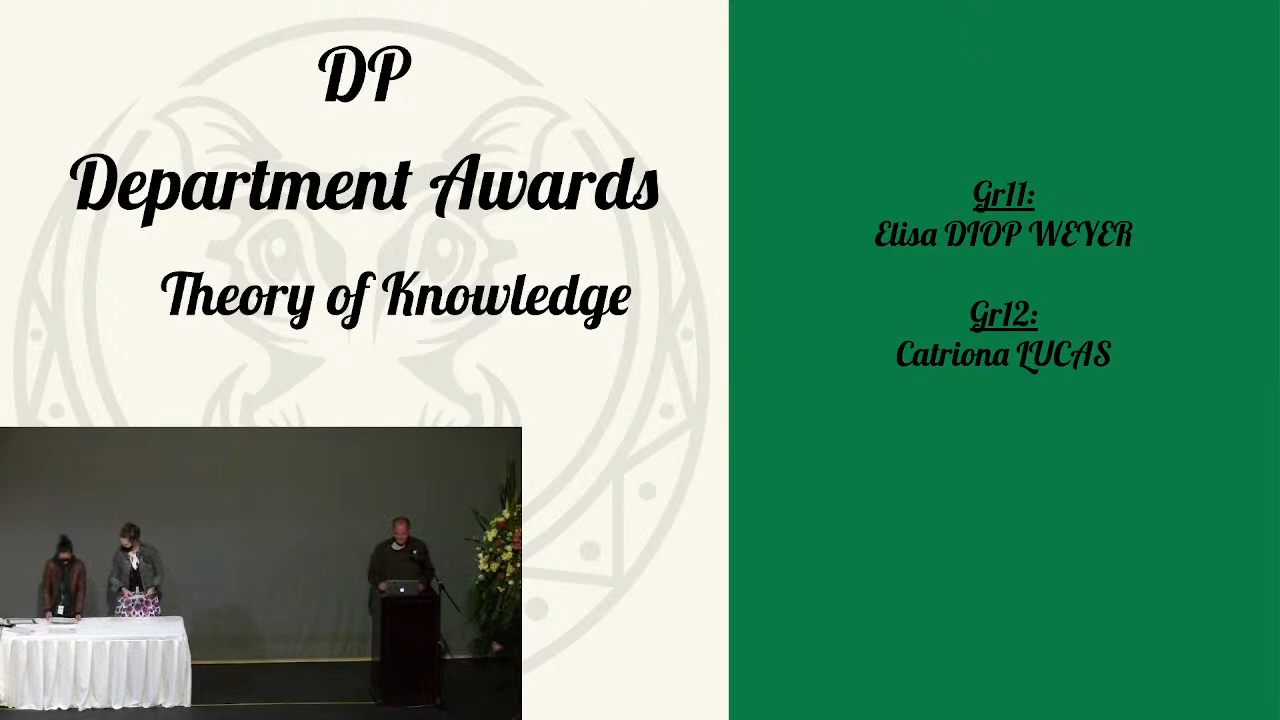 DP
Department Awards
Theory of Knowledge
Gr11:
Elisa DIOP WEYER
Gr12:
Catriona LUCAS